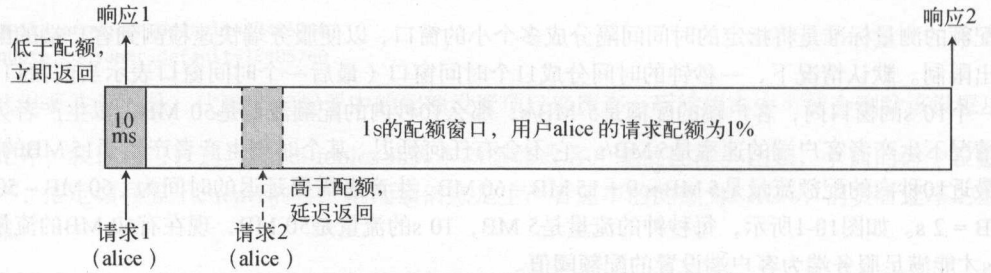 响应1
响应2
低于配额，
立即返回
10
ms
1s的配额窗口，用户alice的请求配额为1%
高于配额，
延迟返回
请求1
（alice）
请求2
（alice）